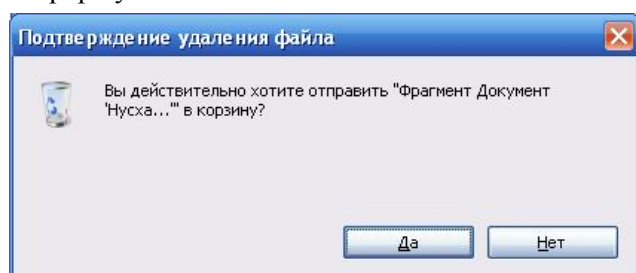 Подтверждение удаления файла
Вы действительно хотите отправить "Фрагмент Документ
'Нусха...'" в корзину?
Да
Нет